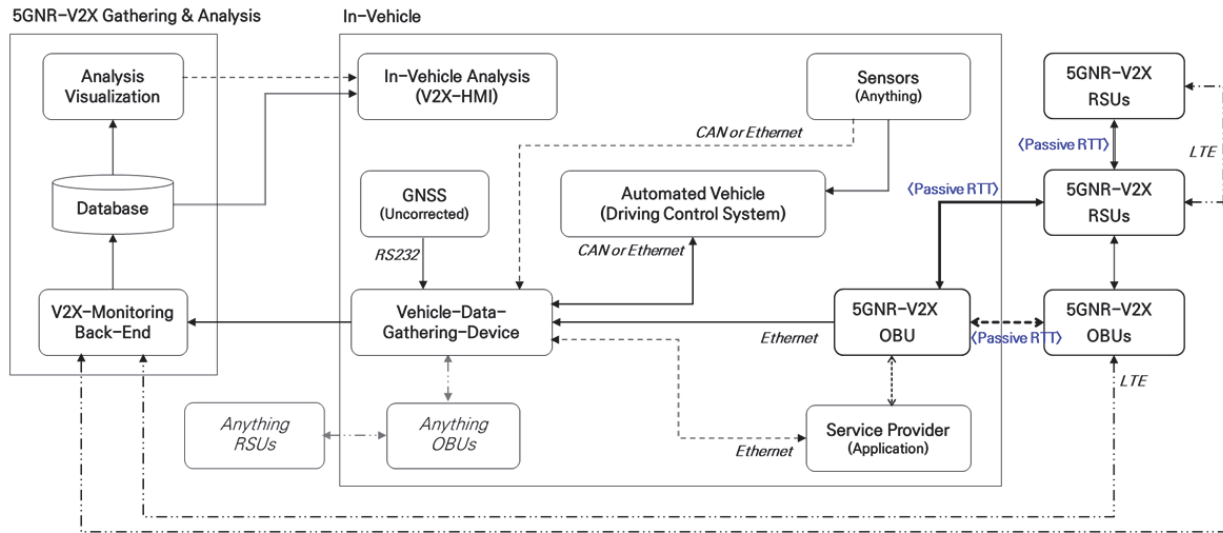 5GNR-V2X Gathering & Analysis
In-Vehicle
Analysis
Visualization
In-Vehicle Analysis
(V2X-HMI)
Sensors
(Anything)
5GNR-V2X
RSUs
CAN or Ethernet
〈Passive RTT〉
LTE
Database
GNSS
(Uncorrected)
Automated Vehicle
(Driving Control System)
〈Passive RTT〉
5GNR-V2X
RSUs
RS232
CAN or Ethernet
V2X-Monitoring
Back-End
Vehicle-Data-
Gathering-Device
Ethernet
5GNR-V2X
OBU
〈Passive RTT〉
5GNR-V2X
OBUs
LTE
Anything
RSUs
Anything
OBUs
Ethernet
Service Provider
(Application)